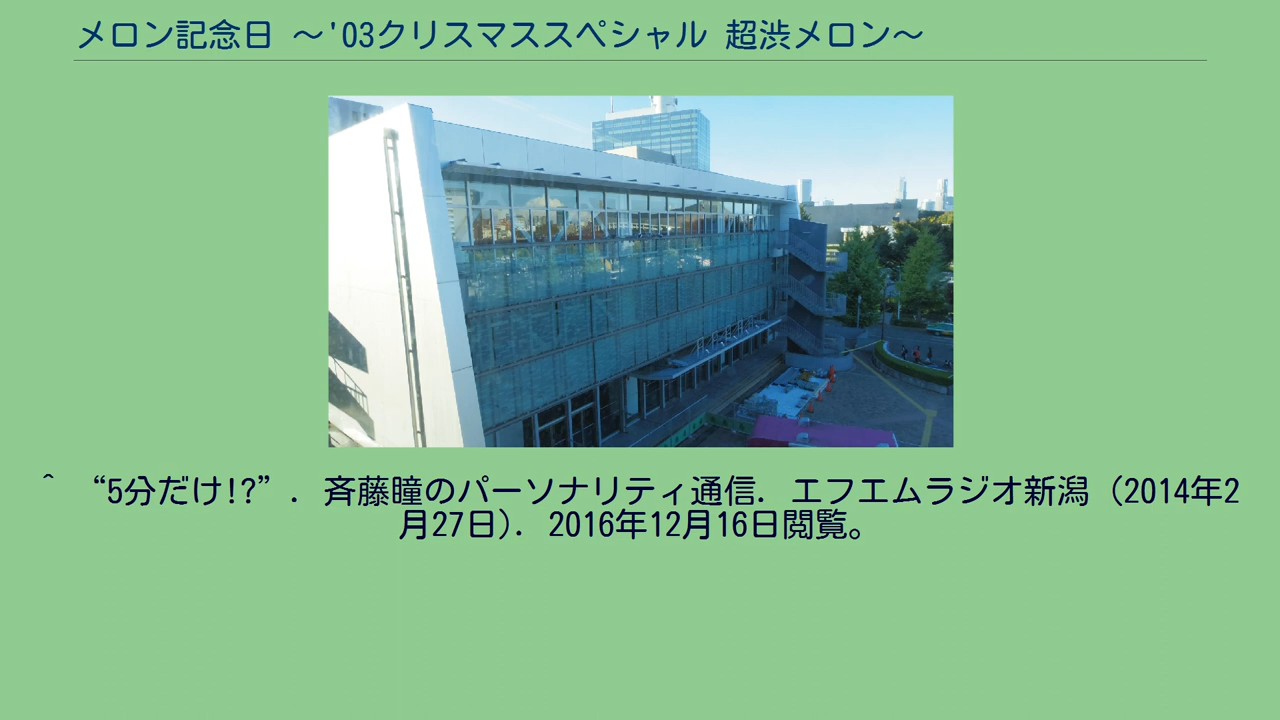 メロン記念日 ～'03クリスマススペシャル 超渋メロン～
^ “5分だけ!?”. 斉藤瞳のパーソナリティ通信. エフエムラジオ新潟 (2014年2
月27日). 2016年12月16日閲覧。